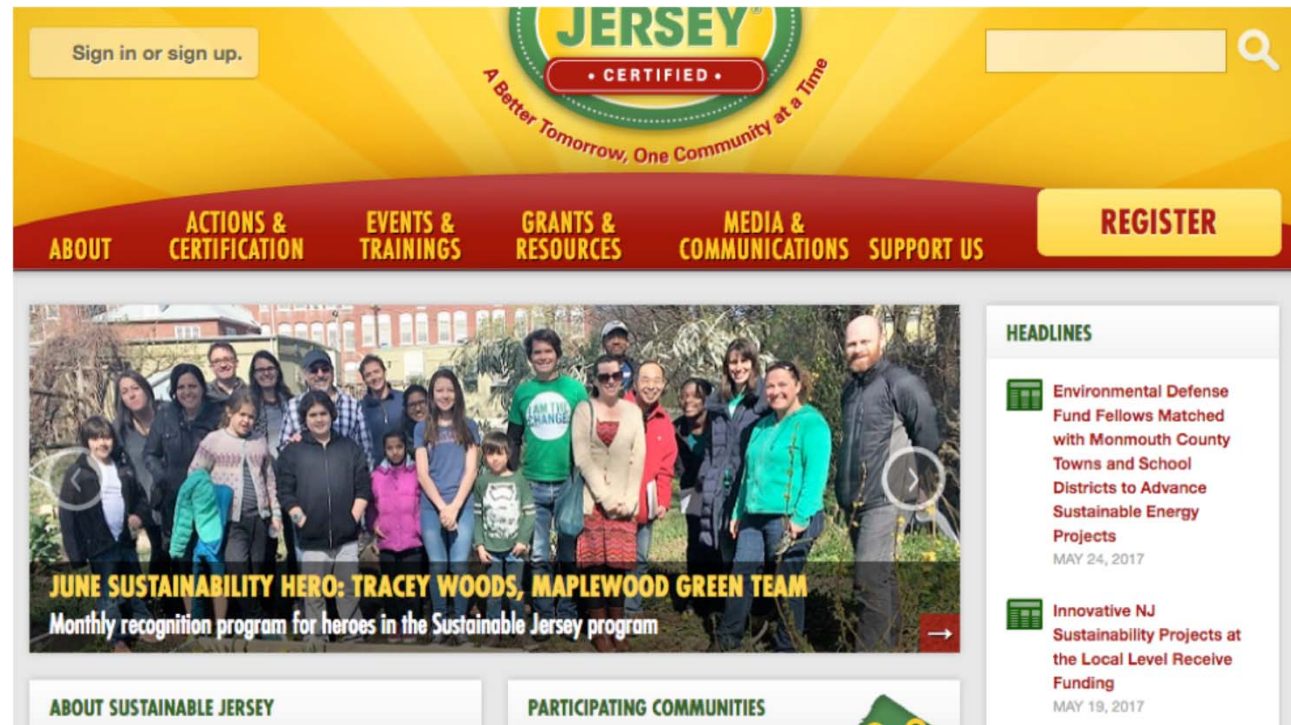 JERSEY®
Sign in or sign up.
• CERTIFIED •
A Better Tomorrow, One Community at a Time
ABOUT
ACTIONS &
CERTIFICATION
EVENTS &
TRAININGS
GRANTS &
RESOURCES
MEDIA &
COMMUNICATIONS
SUPPORT US
REGISTER
I AM THE
CHANGE
JUNE SUSTAINABILITY HERO: TRACEY WOODS, MAPLEWOOD GREEN TEAM
Monthly recognition program for heroes in the Sustainable Jersey program
HEADLINES
Environmental Defense
Fund Fellows Matched
with Monmouth County
Towns and School
Districts to Advance
Sustainable Energy
Projects
MAY 24, 2017
Innovative NJ
Sustainability Projects at
the Local Level Receive
Funding
MAY 19, 2017
ABOUT SUSTAINABLE JERSEY
PARTICIPATING COMMUNITIES